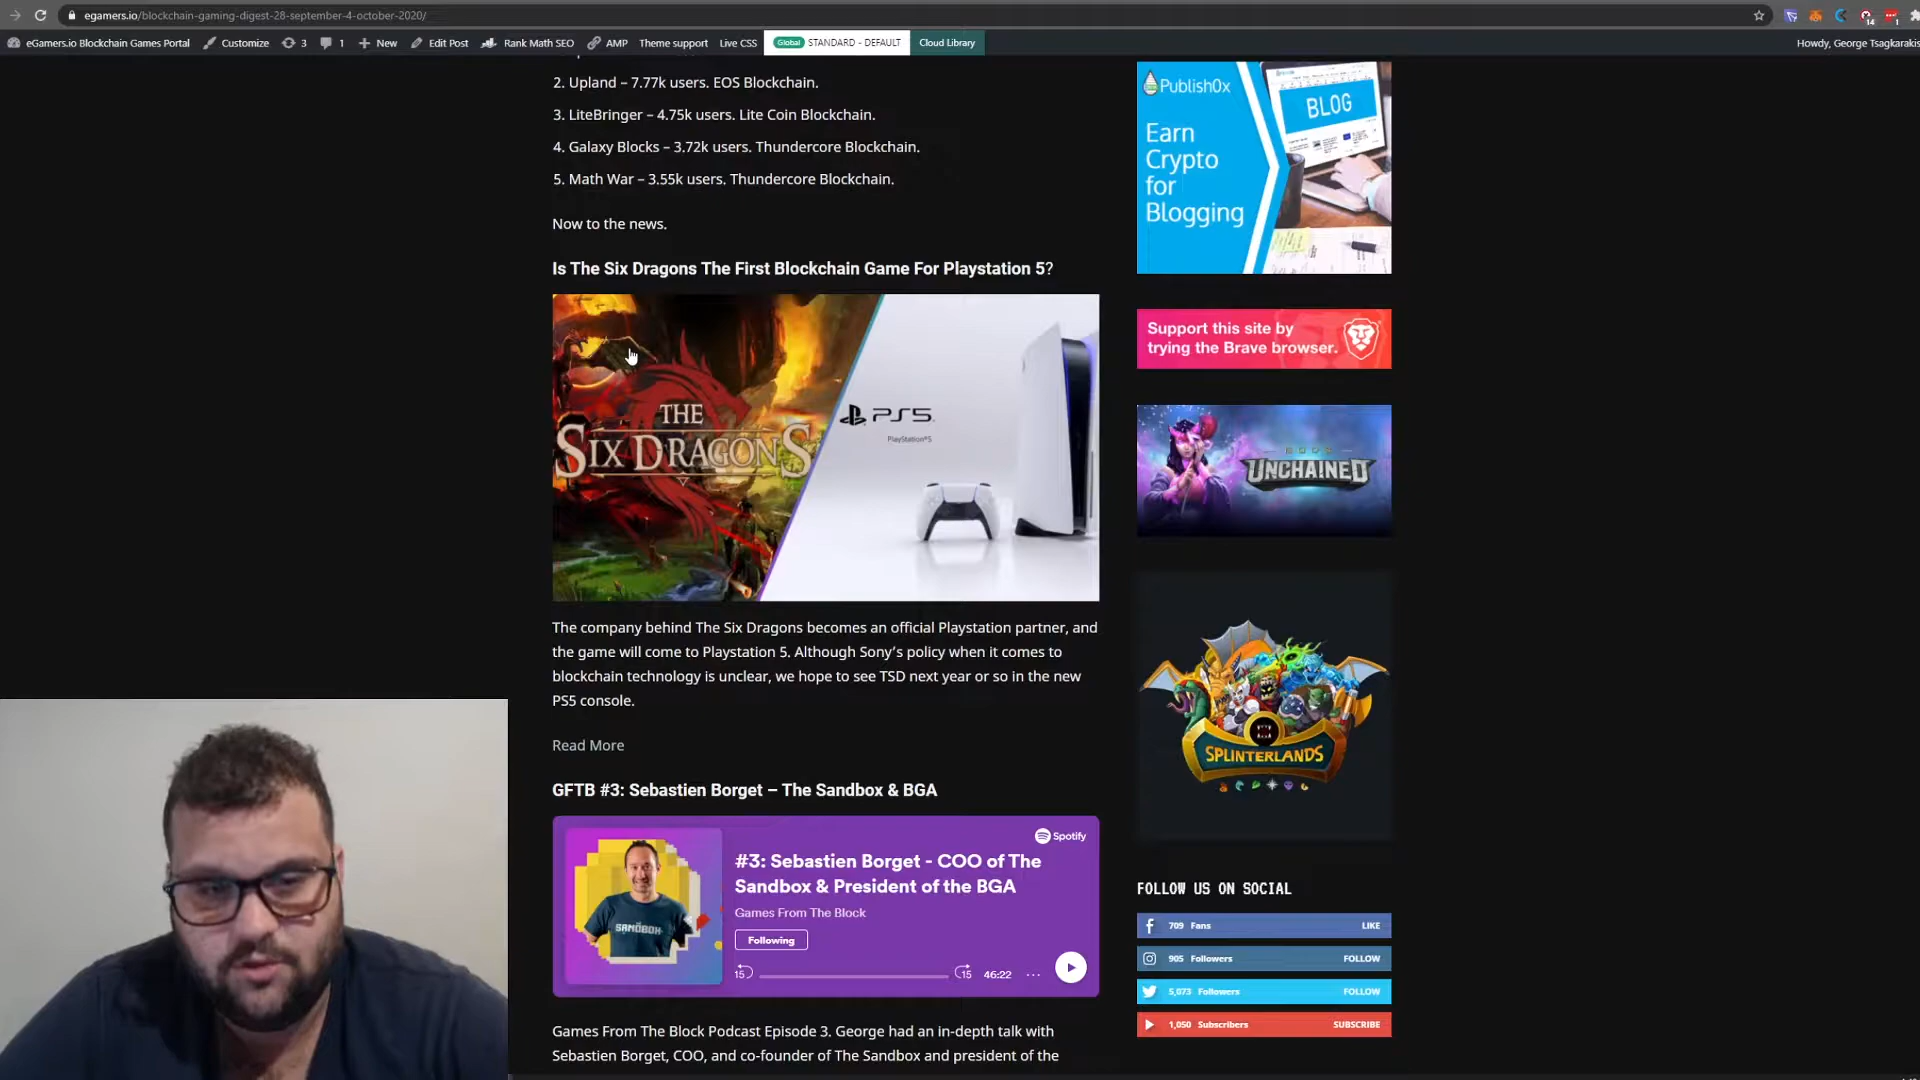 egamers.io/blockchain-gaming-digest-28-september-4-october-2020/
14
1
eGamers.io Blockchain Games Portal
Customize
3
1
New
Edit Post
Rank Math SEO
AMP
Theme support
Live CSS
Global
STANDARD - DEFAULT
Cloud Library
Howdy, George Tsagkarakis
2. Upland – 7.77k users. EOS Blockchain.
3. LiteBringer – 4.75k users. Lite Coin Blockchain.
4. Galaxy Blocks – 3.72k users. Thundercore Blockchain.
5. Math War – 3.55k users. Thundercore Blockchain.
Now to the news.
Is The Six Dragons The First Blockchain Game For Playstation 5?
THE
SIX DRAGONS
PS5
PlayStation®5
The company behind The Six Dragons becomes an official Playstation partner, and
the game will come to Playstation 5. Although Sony's policy when it comes to
blockchain technology is unclear, we hope to see TSD next year or so in the new
PS5 console.
Read More
GFTB #3: Sebastien Borget – The Sandbox & BGA
SANDBOX
Spotify
#3: Sebastien Borget - COO of The
Sandbox & President of the BGA
Games From The Block
Following
15
15
46:22
Games From The Block Podcast Episode 3. George had an in-depth talk with
Sebastien Borget, COO, and co-founder of The Sandbox and president of the
Publish0x
BLOG
Earn
Crypto
for
Blogging
Support this site by
trying the Brave browser.
GODS
UNCHAINED
SPLINTERLANDS
FOLLOW US ON SOCIAL
709 Fans
LIKE
905 Followers
FOLLOW
5,073 Followers
FOLLOW
1,050 Subscribers
SUBSCRIBE